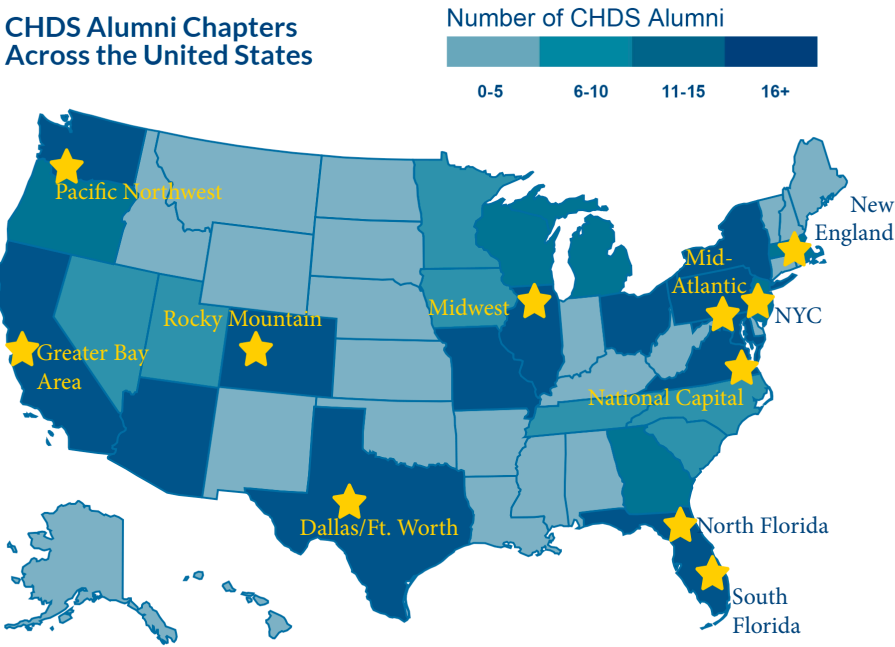 CHDS Alumni Chapters
Across the United States
Number of CHDS Alumni
0-5
6-10
11-15
16+
Pacific Northwest
New
England
Mid-
Atlantic
Midwest
NYC
Rocky Mountain
Greater Bay
Area
National Capital
Dallas/Ft. Worth
North Florida
South
Florida